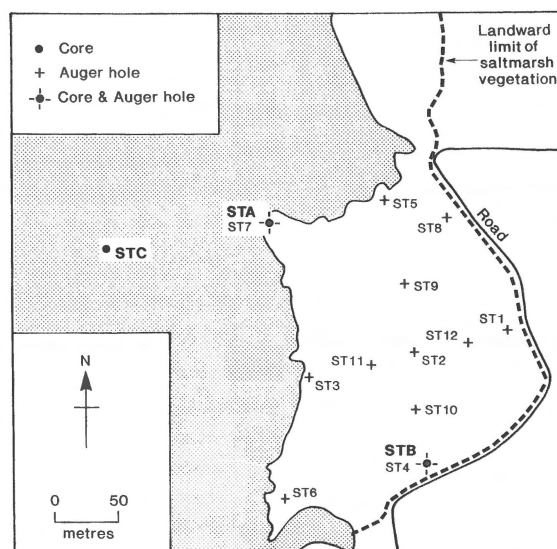 Core
Auger hole
Core & Auger hole
Landward
limit of
saltmarsh
vegetation
ST5
STA
ST7
ST8
Road
STC
ST9
ST1
ST12
ST2
ST11
ST3
N
ST10
STB
ST4
ST6
0 50
metres